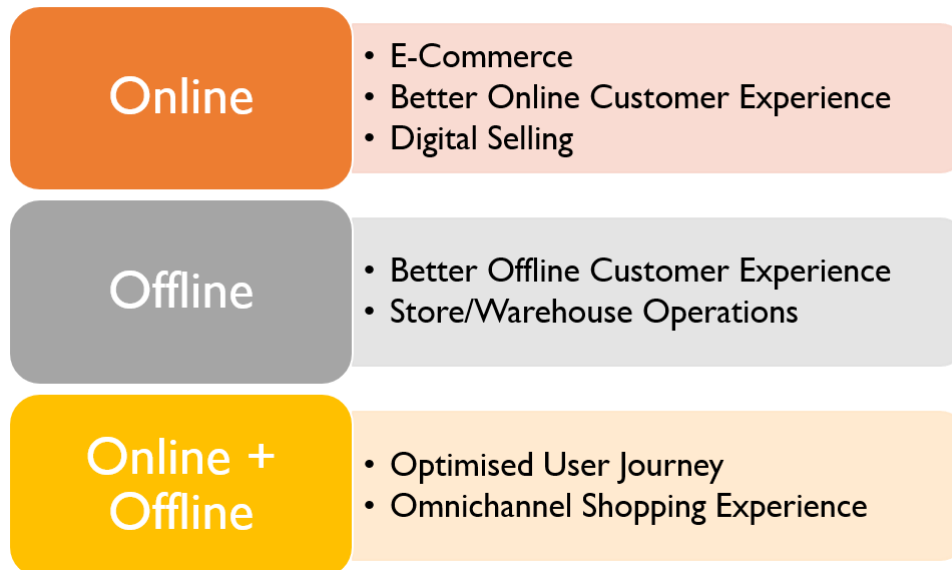 Online
• E-Commerce
• Better Online Customer Experience
• Digital Selling
Offline
• Better Offline Customer Experience
• Store/Warehouse Operations
Online +
Offline
• Optimised User Journey
• Omnichannel Shopping Experience